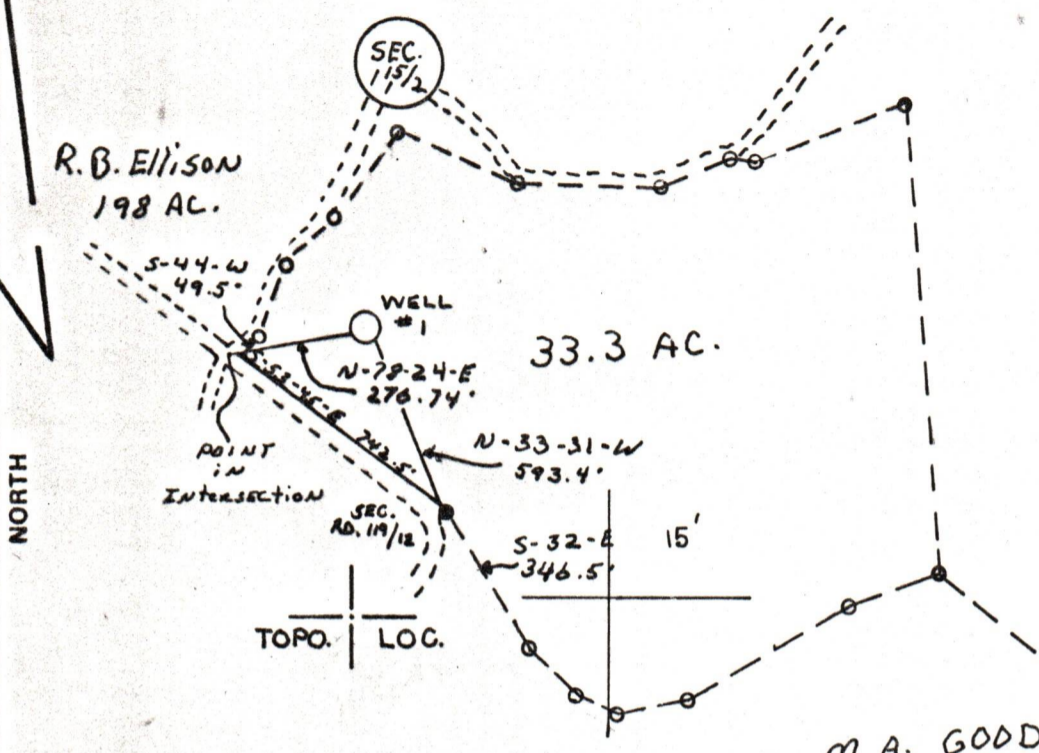 SEC.
15/2
R.B. Ellison
198 AC.
S-44-W
49.5'
WELL
#1
33.3 AC.
N-78-24-E
276.74'
N-33-31-W
593.4'
POINT
IN
INTERSECTION
SEC.
RD. 119/12
S-32-E
346.5'
15'
NORTH
TOPO. LOC.
M.A. GOOD